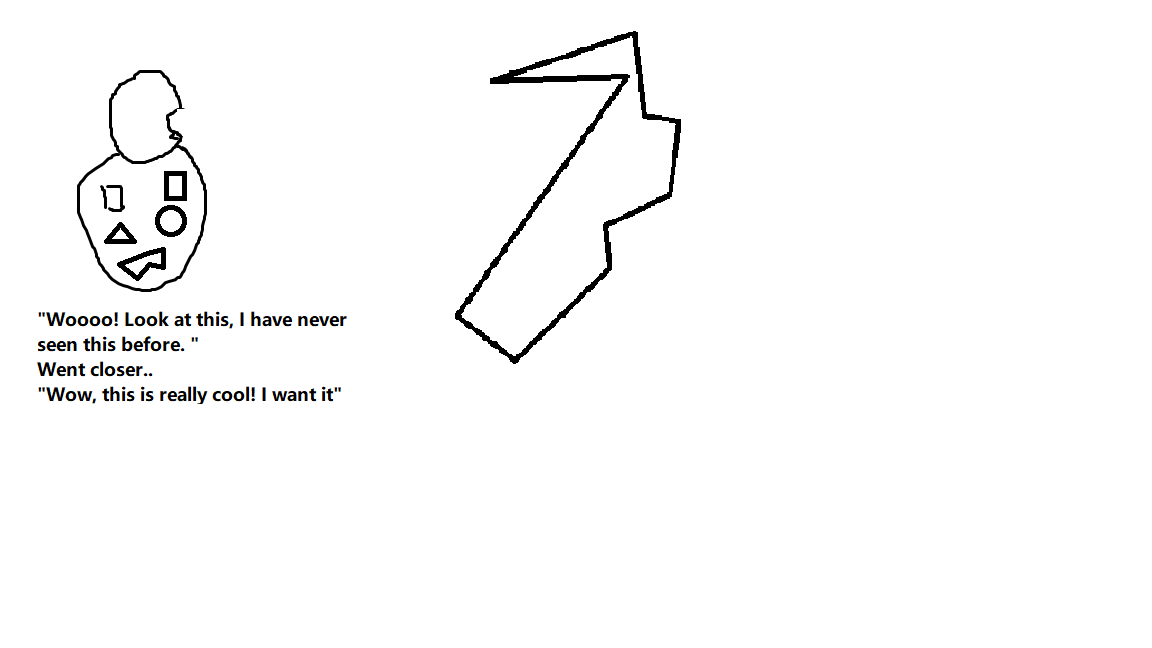 "Woooo! Look at this, I have never
seen this before. "
Went closer..
"Wow, this is really cool! I want it"